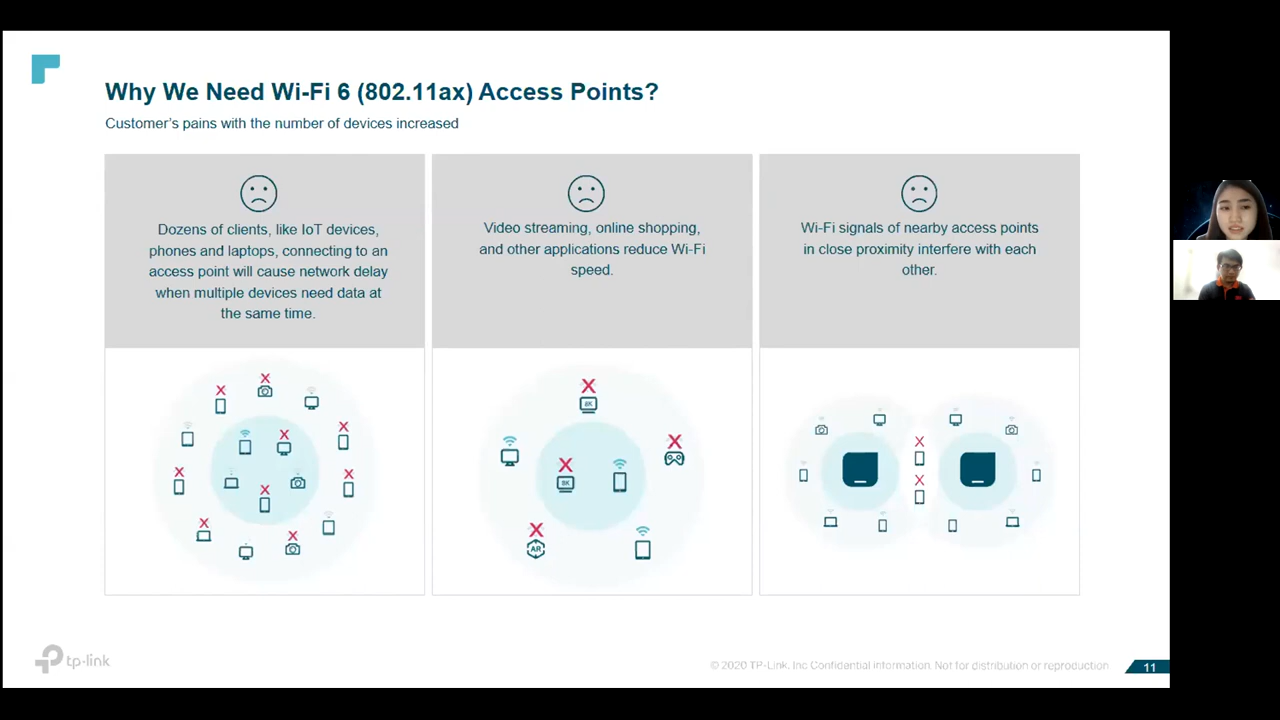 Why We Need Wi-Fi 6 (802.11ax) Access Points?
Customer's pains with the number of devices increased
Dozens of clients, like IoT devices,
phones and laptops, connecting to an
access point will cause network delay
when multiple devices need data at
the same time.
Video streaming, online shopping,
and other applications reduce Wi-Fi
speed.
Wi-Fi signals of nearby access points
in close proximity interfere with each
other.
8K
AR
tp-link
© 2020 TP-Link. Inc Confidential information. Not for distribution or reproduction
11